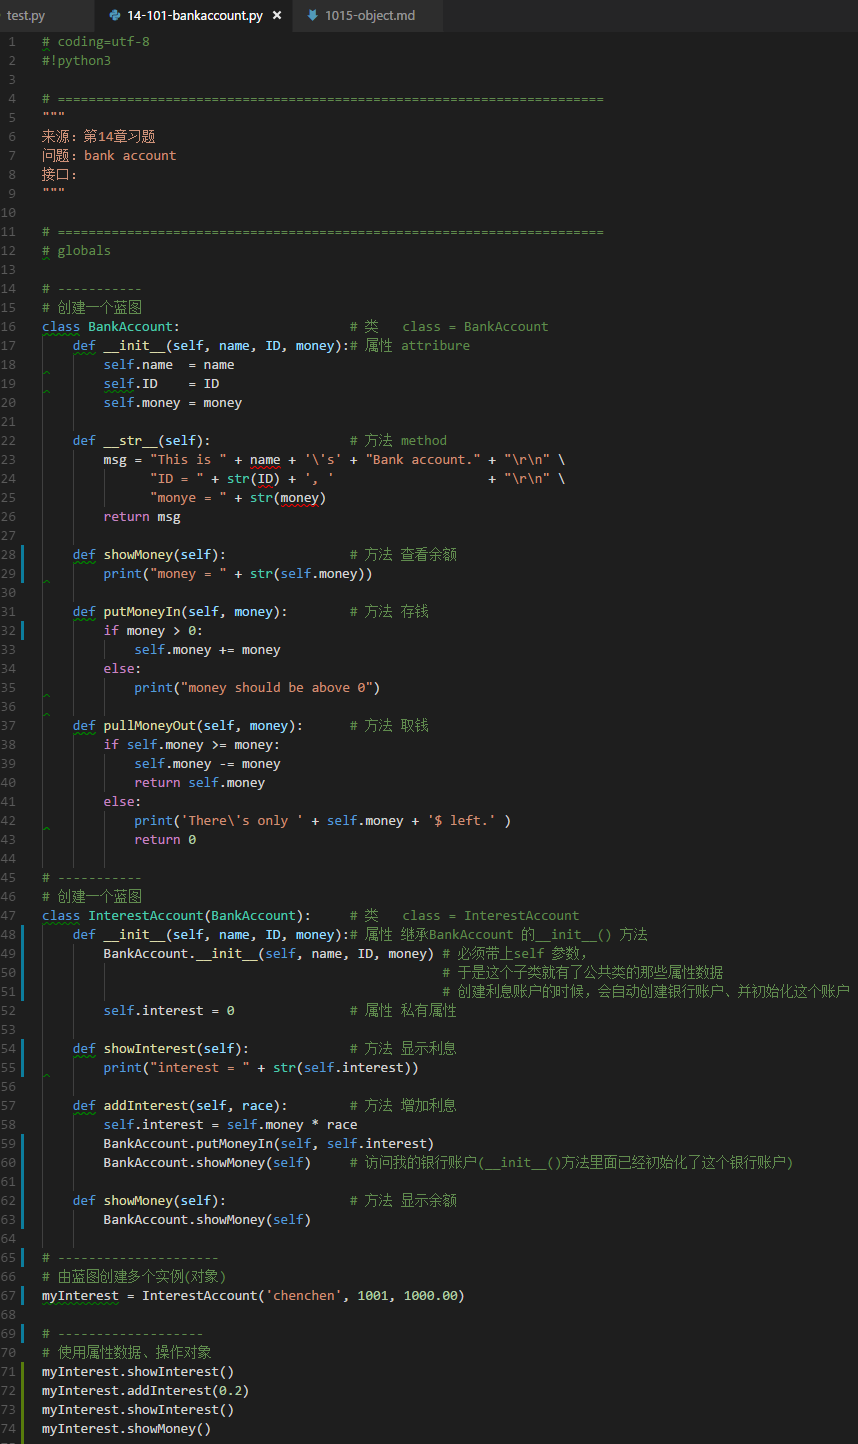 test.py 14-101-bankaccount.py × 1015-object.md
1 # coding=utf-8
2 #!python3
3
4 # =======================================================================
5 """
6 来源：第14章习题
7 问题：bank account
8 接口：
9 """
10
11 # =======================================================================
12 # globals
13
14 # -----------
15 # 创建一个蓝图
16 class BankAccount:                      # 类   class = BankAccount
17     def __init__(self, name, ID, money):# 属性 attribure
18         self.name  = name
19         self.ID    = ID
20         self.money = money
21
22     def __str__(self):                  # 方法 method
23         msg = "This is " + name + '\'s' + "Bank account." + "\r\n" \
24               "ID = " + str(ID) + ', '                    + "\r\n" \
25               "monye = " + str(money)
26         return msg
27
28     def showMoney(self):                # 方法 查看余额
29         print("money = " + str(self.money))
30
31     def putMoneyIn(self, money):        # 方法 存钱
32         if money > 0:
33             self.money += money
34         else:
35             print("money should be above 0")
36
37     def pullMoneyOut(self, money):      # 方法 取钱
38         if self.money >= money:
39             self.money -= money
40             return self.money
41         else:
42             print('There\'s only ' + self.money + '$ left.' )
43             return 0
44
45 # -----------
46 # 创建一个蓝图
47 class InterestAccount(BankAccount):     # 类   class = InterestAccount
48     def __init__(self, name, ID, money):# 属性 继承BankAccount 的__init__() 方法
49         BankAccount.__init__(self, name, ID, money) # 必须带上self 参数，
50                                                     # 于是这个子类就有了公共类的那些属性数据
51                                                     # 创建利息账户的时候，会自动创建银行账户、并初始化这个账户
52         self.interest = 0               # 属性 私有属性
53
54     def showInterest(self):             # 方法 显示利息
55         print("interest = " + str(self.interest))
56
57     def addInterest(self, race):        # 方法 增加利息
58         self.interest = self.money * race
59         BankAccount.putMoneyIn(self, self.interest)
60         BankAccount.showMoney(self)     # 访问我的银行账户(__init__()方法里面已经初始化了这个银行账户)
61
62     def showMoney(self):                # 方法 显示余额
63         BankAccount.showMoney(self)
64
65 # ---------------------
66 # 由蓝图创建多个实例(对象)
67 myInterest = InterestAccount('chenchen', 1001, 1000.00)
68
69 # -------------------
70 # 使用属性数据、操作对象
71 myInterest.showInterest()
72 myInterest.addInterest(0.2)
73 myInterest.showInterest()
74 myInterest.showMoney()